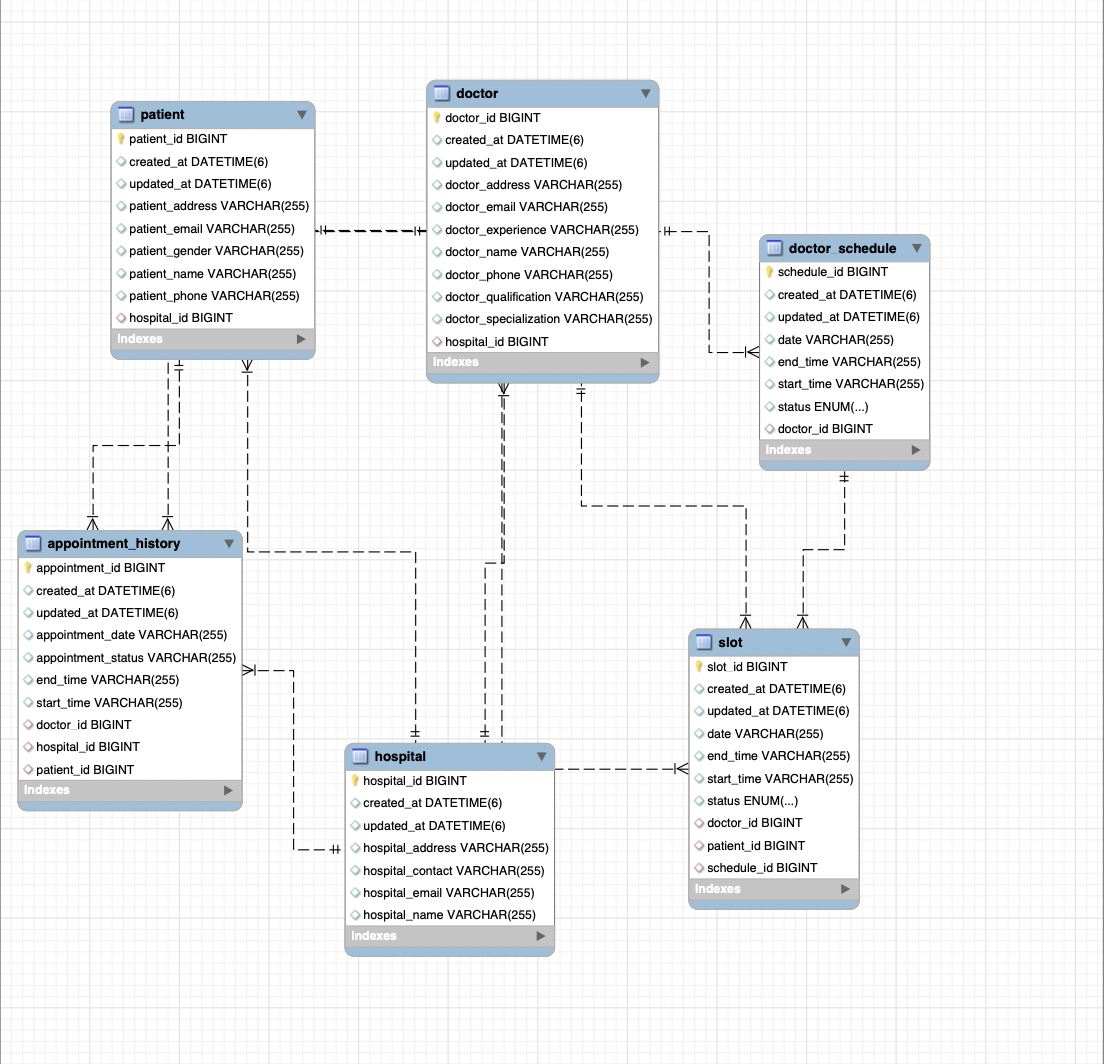 patient
patient_id BIGINT
created_at DATETIME(6)
updated_at DATETIME(6)
patient_address VARCHAR(255)
patient_email VARCHAR(255)
patient_gender VARCHAR(255)
patient_name VARCHAR(255)
patient_phone VARCHAR(255)
hospital_id BIGINT
Indexes
doctor
doctor_id BIGINT
created_at DATETIME(6)
updated_at DATETIME(6)
doctor_address VARCHAR(255)
doctor_email VARCHAR(255)
doctor_experience VARCHAR(255)
doctor_name VARCHAR(255)
doctor_phone VARCHAR(255)
doctor_qualification VARCHAR(255)
doctor_specialization VARCHAR(255)
hospital_id BIGINT
Indexes
doctor_schedule
schedule_id BIGINT
created_at DATETIME(6)
updated_at DATETIME(6)
date VARCHAR(255)
end_time VARCHAR(255)
start_time VARCHAR(255)
status ENUM(...)
doctor_id BIGINT
Indexes
appointment_history
appointment_id BIGINT
created_at DATETIME(6)
updated_at DATETIME(6)
appointment_date VARCHAR(255)
appointment_status VARCHAR(255)
end_time VARCHAR(255)
start_time VARCHAR(255)
doctor_id BIGINT
hospital_id BIGINT
patient_id BIGINT
Indexes
hospital
hospital_id BIGINT
created_at DATETIME(6)
updated_at DATETIME(6)
hospital_address VARCHAR(255)
hospital_contact VARCHAR(255)
hospital_email VARCHAR(255)
hospital_name VARCHAR(255)
Indexes
slot
slot_id BIGINT
created_at DATETIME(6)
updated_at DATETIME(6)
date VARCHAR(255)
end_time VARCHAR(255)
start_time VARCHAR(255)
status ENUM(...)
doctor_id BIGINT
patient_id BIGINT
schedule_id BIGINT
Indexes